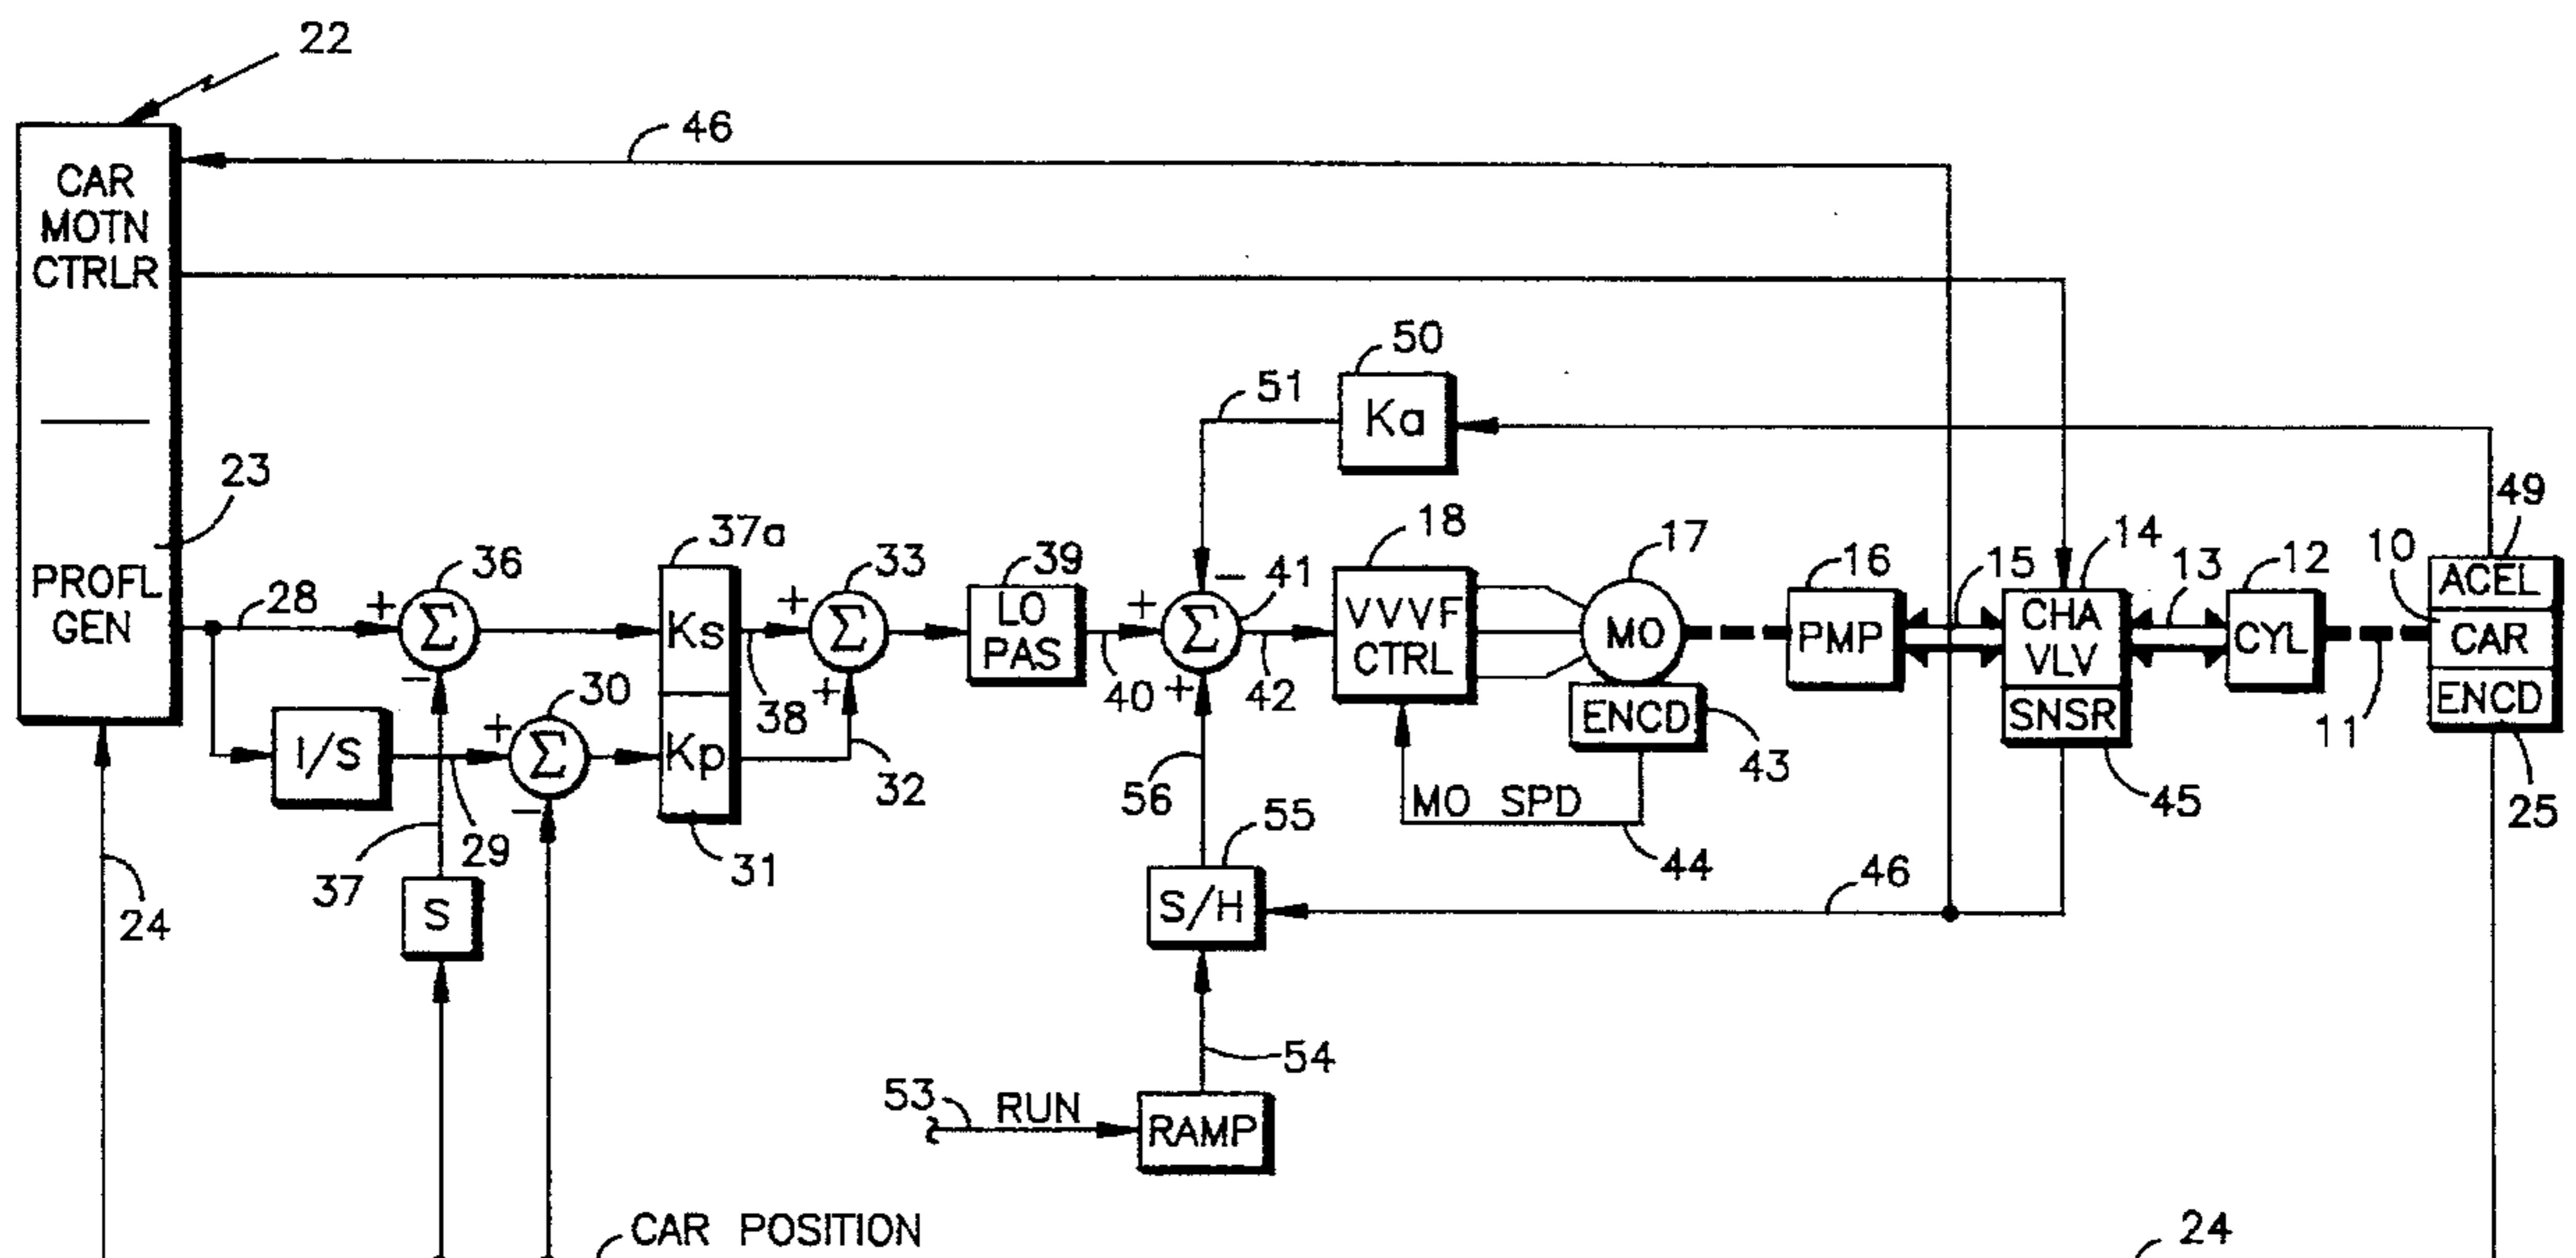 22
46
CAR
MOTN
CTRLR
50
51
Ka
23
49
37a
18
17
14
36
33
39
41
16
15
13
12
10
ACEL
PROFL
GEN
28
+
Σ
Ks
+
Σ
LO
PAS
+
−
Σ
VVVF
CTRL
MO
PMP
CHA
VLV
CYL
CAR
−
30
+
38
40
+
42
ENCD
SNSR
11
ENCD
1/S
+
Σ
Kp
32
43
−
29
37
31
56
MO SPD
45
25
55
44
46
24
S
S/H
54
53
RUN
RAMP
CAR POSITION
24